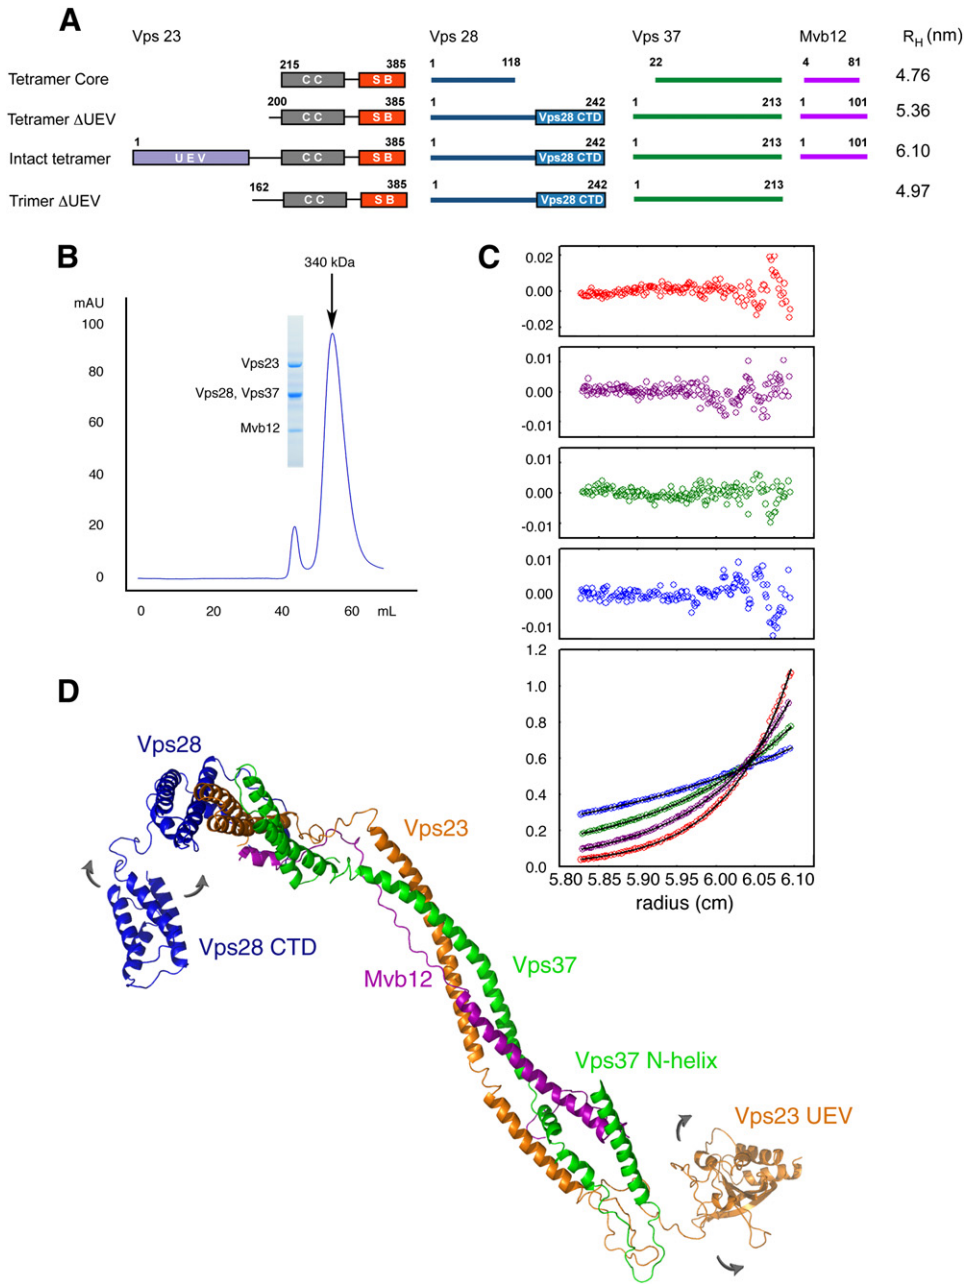 A
Vps 23 Vps 28 Vps 37 Mvb12 RH (nm)
Tetramer Core 215 385 C C S B 1 118 22 4 81 4.76
Tetramer ΔUEV 200 385 C C S B 1 242 Vps28 CTD 1 213 1 101 5.36
Intact tetramer 1 385 U E V C C S B 1 242 Vps28 CTD 1 213 1 101 6.10
Trimer ΔUEV 162 385 C C S B 1 242 Vps28 CTD 1 213 4.97
B
340 kDa
mAU
100
80
60
40
20
0
Vps23
Vps28, Vps37
Mvb12
0 20 40 60 mL
C
0.02
0.00
-0.02
0.01
0.00
-0.01
0.01
0.00
-0.01
0.01
0.00
-0.01
1.2
1.0
0.8
0.6
0.4
0.2
0.0
5.80 5.85 5.90 5.95 6.00 6.05 6.10
radius (cm)
D
Vps28
Vps23
Vps28 CTD
Mvb12
Vps37
Vps37 N-helix
Vps23 UEV